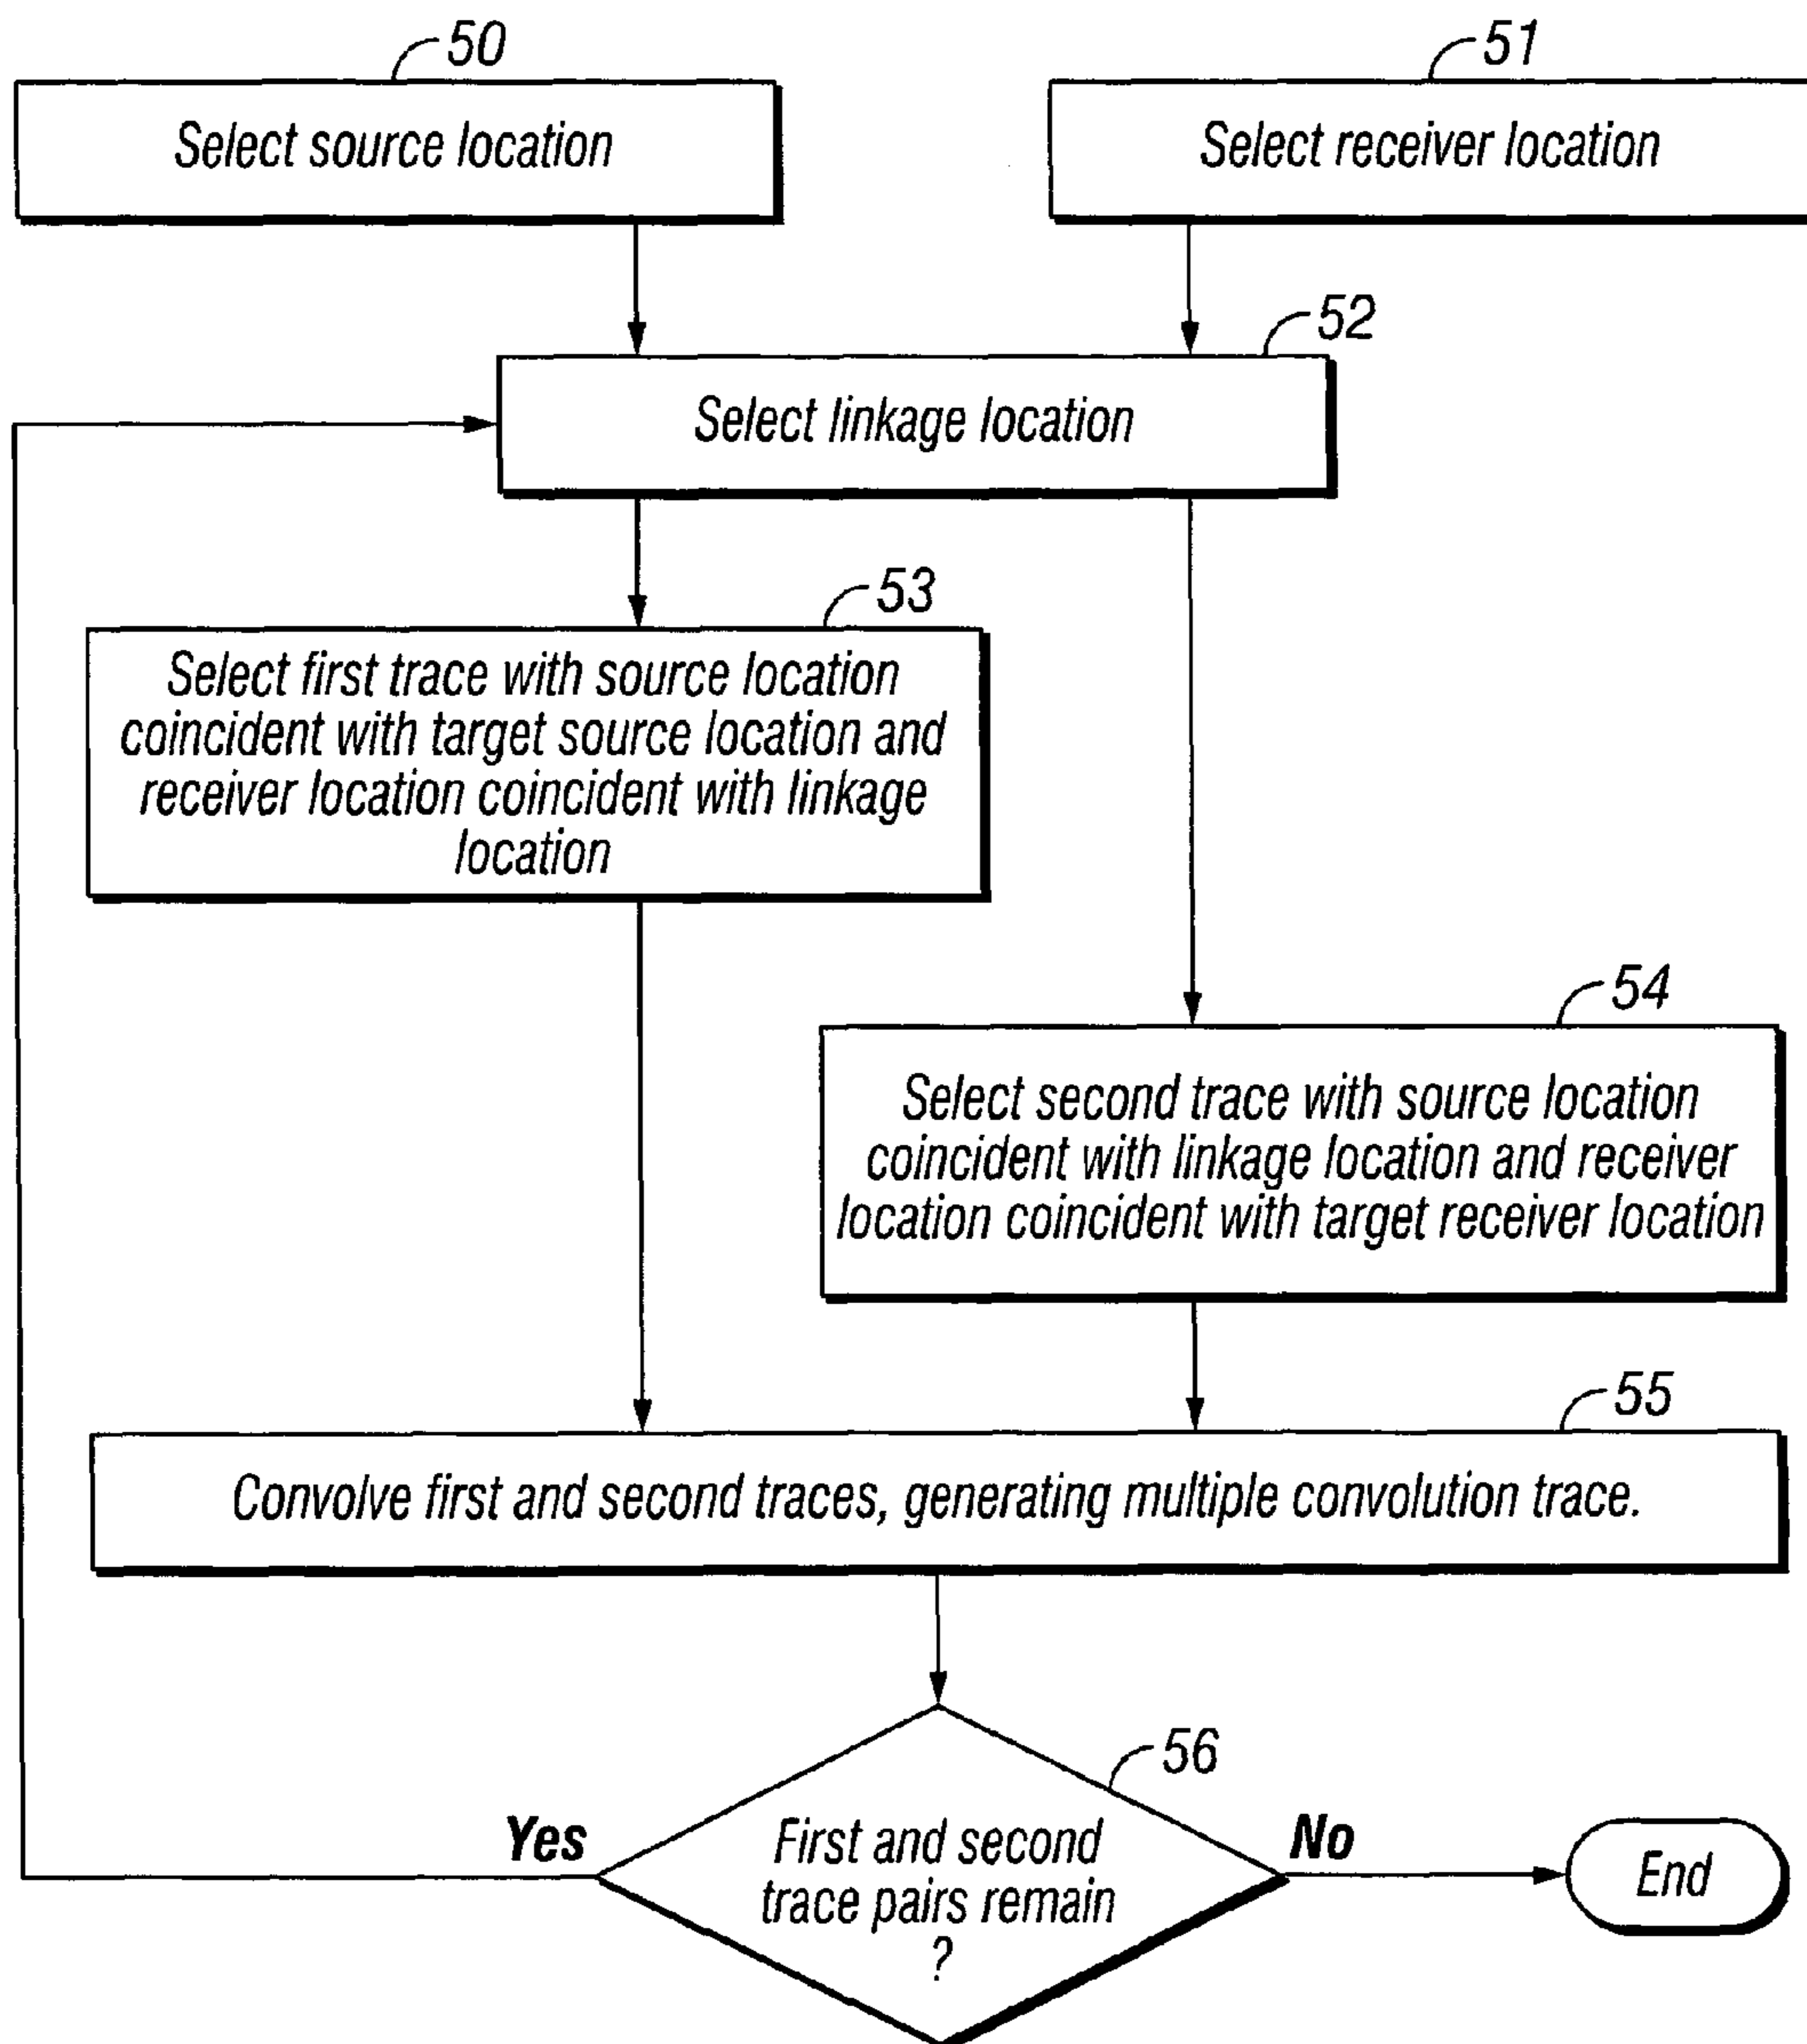 50
Select source location
51
Select receiver location
52
Select linkage location
53
Select first trace with source location
coincident with target source location and
receiver location coincident with linkage
location
54
Select second trace with source location
coincident with linkage location and receiver
location coincident with target receiver location
55
Convolve first and second traces, generating multiple convolution trace.
56
First and second
trace pairs remain
?
Yes
No
End